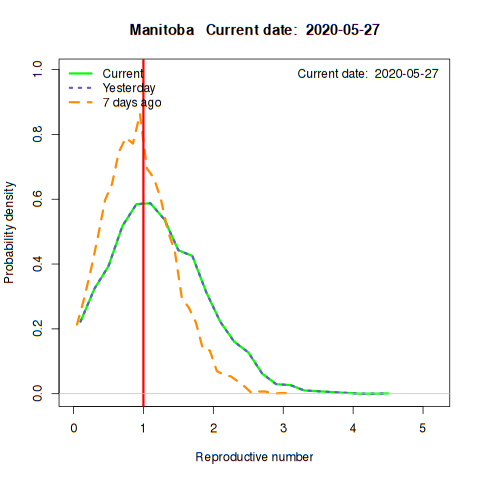 Manitoba Current date: 2020-05-27
Current
Yesterday
7 days ago
Current date: 2020-05-27
Probability density
1.0
0.8
0.6
0.4
0.2
0.0
0 1 2 3 4 5
Reproductive number